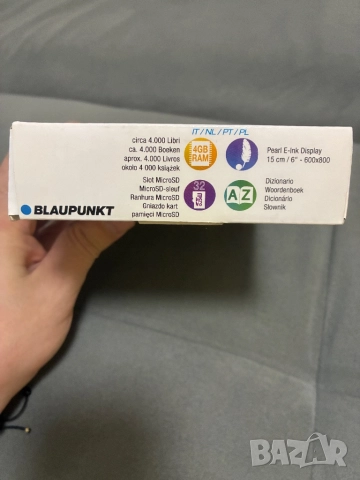 IT / NL / PT / PL
circa 4.000 Libri
ca. 4.000 Boeken
aprox. 4.000 Livros
około 4 000 książek
4GB
RAM
Pearl E-Ink Display
15 cm / 6" - 600x800
Slot MicroSD
MicroSD-sleuf
Ranhura MicroSD
Gniazdo kart
pamięci MicroSD
32
A Z
Dizionario
Woordenboek
Dicionário
Słownik
BLAUPUNKT
BAZAR